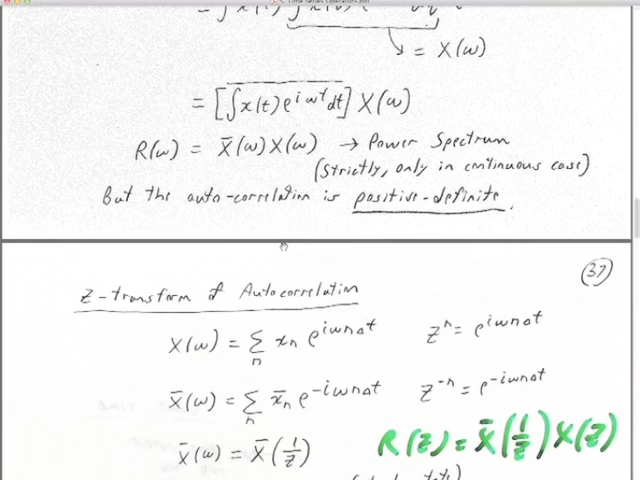 = X(ω)
= [∫x(t)e^{iωt}dt] X(ω)
R(ω) = X̄(ω)X(ω) → Power Spectrum
(strictly, only in continuous case)
But the auto-correlation is positive-definite.
(37)
Z-transform of Autocorrelation
X(ω) = Σ_n x_n e^{iωnΔt} Z^n = e^{iωnΔt}
X̄(ω) = Σ_n x̄_n e^{-iωnΔt} Z^{-n} = e^{-iωnΔt}
X̄(ω) = X̄(1/Z) R(Z) = X̄(1/Z) X(Z)